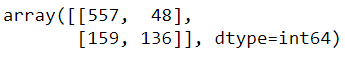 array([[557,  48],
       [159, 136]], dtype=int64)